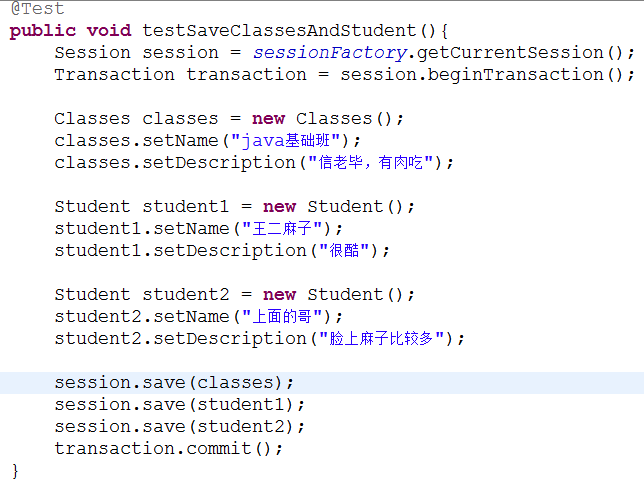 @Test
public void testSaveClassesAndStudent(){
    Session session = sessionFactory.getCurrentSession();
    Transaction transaction = session.beginTransaction();

    Classes classes = new Classes();
    classes.setName("java基础班");
    classes.setDescription("信老毕，有肉吃");

    Student student1 = new Student();
    student1.setName("王二麻子");
    student1.setDescription("很酷");

    Student student2 = new Student();
    student2.setName("上面的哥");
    student2.setDescription("脸上麻子比较多");

    session.save(classes);
    session.save(student1);
    session.save(student2);
    transaction.commit();
}